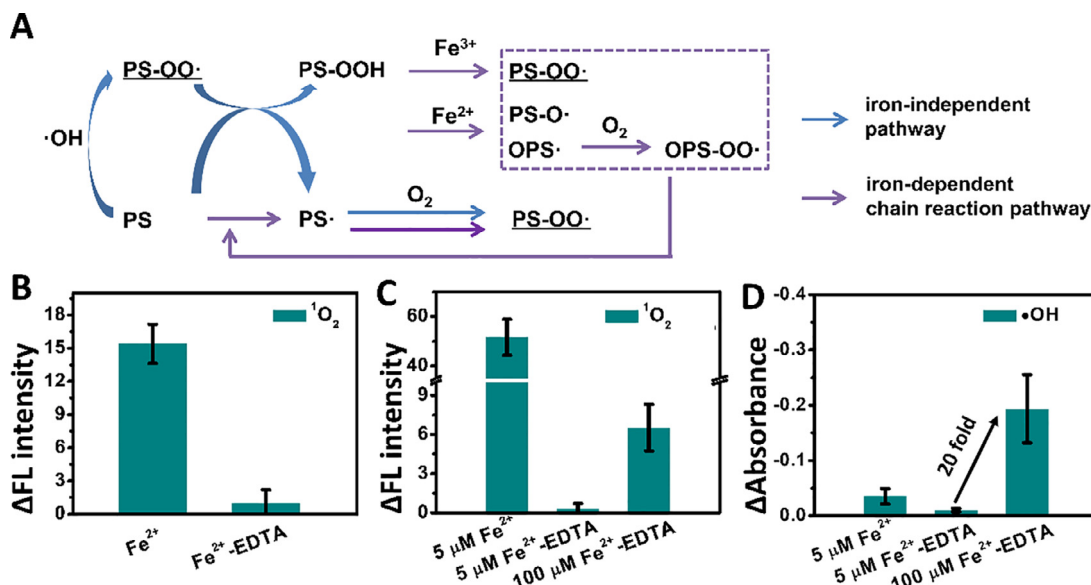 A
PS-OO·
PS-OOH
Fe³⁺
PS-OO·
iron-independent
pathway
·OH
Fe²⁺
PS-O·
O₂
OPS·
OPS-OO·
PS
PS·
O₂
PS-OO·
iron-dependent
chain reaction pathway
B
ΔFL intensity
18
15
12
9
6
3
0
¹O₂
Fe²⁺
Fe²⁺-EDTA
C
ΔFL intensity
60
40
9
6
3
0
¹O₂
5 μM Fe²⁺
5 μM Fe²⁺-EDTA
100 μM Fe²⁺-EDTA
D
ΔAbsorbance
-0.4
-0.3
-0.2
-0.1
0.0
•OH
20 fold
5 μM Fe²⁺
5 μM Fe²⁺-EDTA
100 μM Fe²⁺-EDTA